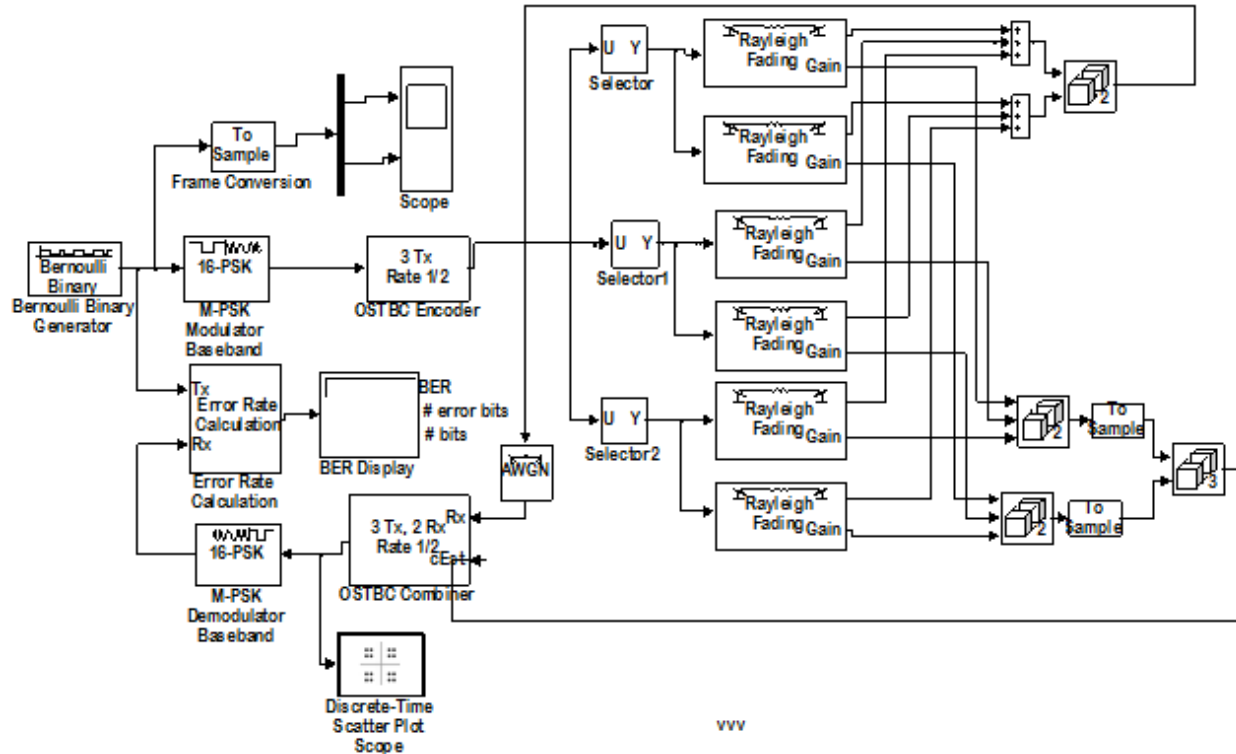 U Y
Selector
Rayleigh
Fading
Gain
+
+
+
2
To
Sample
Frame Conversion
Scope
Rayleigh
Fading
Gain
+
+
+
Bernoulli
Binary
Bernoulli Binary
Generator
16-PSK
M-PSK
Modulator
Baseband
3 Tx
Rate 1/2
OSTBC Encoder
U Y
Selector1
Rayleigh
Fading
Gain
Rayleigh
Fading
Gain
Tx
Error Rate
Calculation
Rx
Error Rate
Calculation
BER
# error bits
# bits
BER Display
U Y
Selector2
Rayleigh
Fading
Gain
2
To
Sample
3
AWGN
Rayleigh
Fading
Gain
2
To
Sample
16-PSK
M-PSK
Demodulator
Baseband
3 Tx, 2 Rx
Rate 1/2
Rx
cEst
OSTBC Combiner
Discrete-Time
Scatter Plot
Scope
vvv